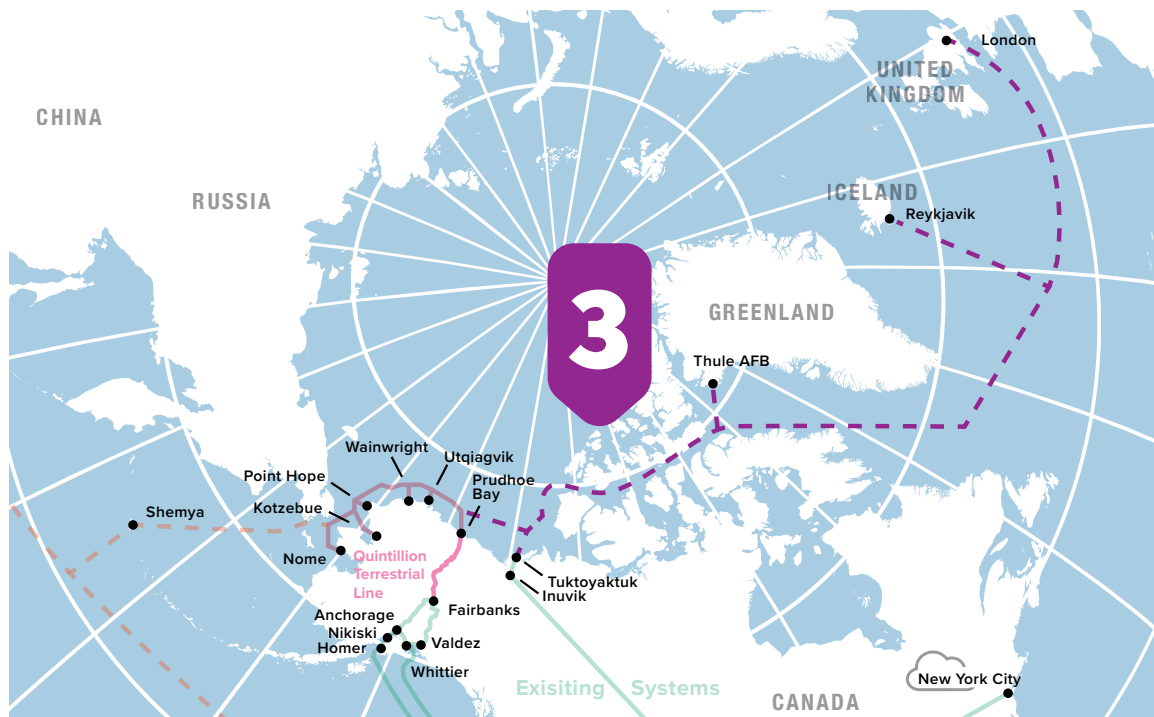 London
UNITED
KINGDOM
CHINA
RUSSIA
ICELAND
Reykjavik
3
GREENLAND
Thule AFB
Wainwright
Utqiagvik
Point Hope
Prudhoe
Bay
Kotzebue
Shemya
Nome
Quintillion
Terrestrial
Line
Tuktoyaktuk
Inuvik
Fairbanks
Anchorage
Nikiski
Homer
Valdez
Whittier
Exisiting Systems
New York City
CANADA